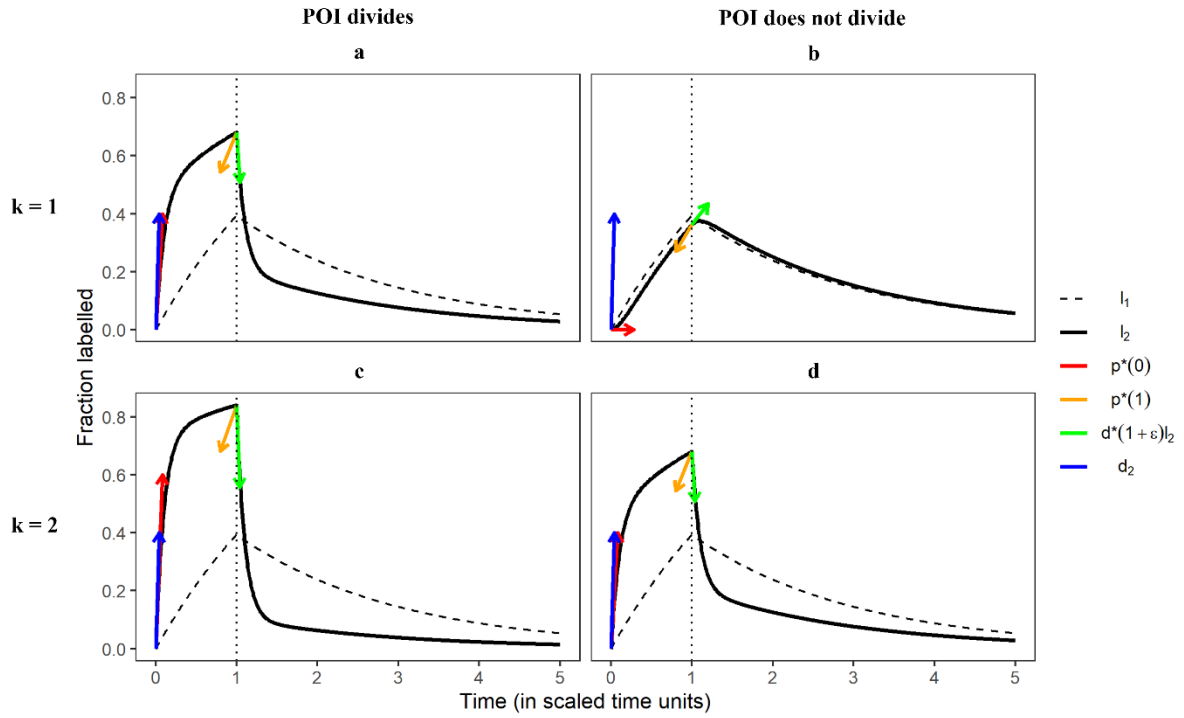 POI divides
POI does not divide
a
b
k = 1
0.8
0.6
0.4
0.2
0.0
c
d
k = 2
0.8
0.6
0.4
0.2
0.0
Fraction labelled
0 1 2 3 4 5
0 1 2 3 4 5
Time (in scaled time units)
l₁
l₂
p*(0)
p*(1)
d*(1 + ε)l₂
d₂